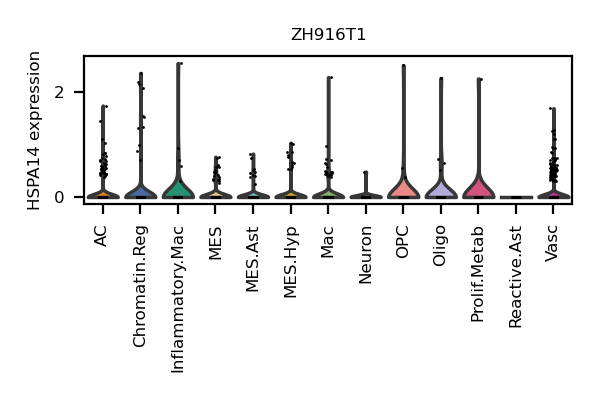 ZH916T1
HSPA14 expression
2
0
AC
Chromatin.Reg
Inflammatory.Mac
MES
MES.Ast
MES.Hyp
Mac
Neuron
OPC
Oligo
Prolif.Metab
Reactive.Ast
Vasc